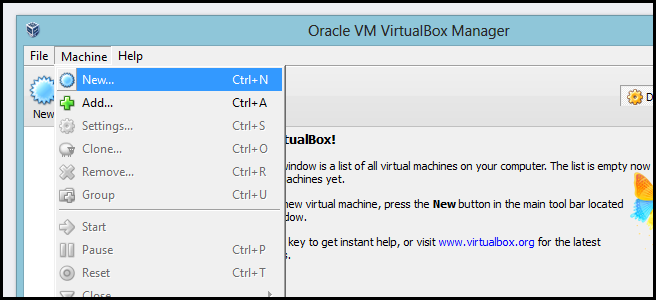 Oracle VM VirtualBox Manager
File Machine Help
New
New... Ctrl+N
Add... Ctrl+A
Settings... Ctrl+S
Clone... Ctrl+O
Remove... Ctrl+R
Group Ctrl+U
Start
Pause Ctrl+P
Reset Ctrl+T
Close
D
tualBox!
window is a list of all virtual machines on your computer. The list is empty now
achines yet.
new virtual machine, press the New button in the main tool bar located
dow.
key to get instant help, or visit www.virtualbox.org for the latest
s.